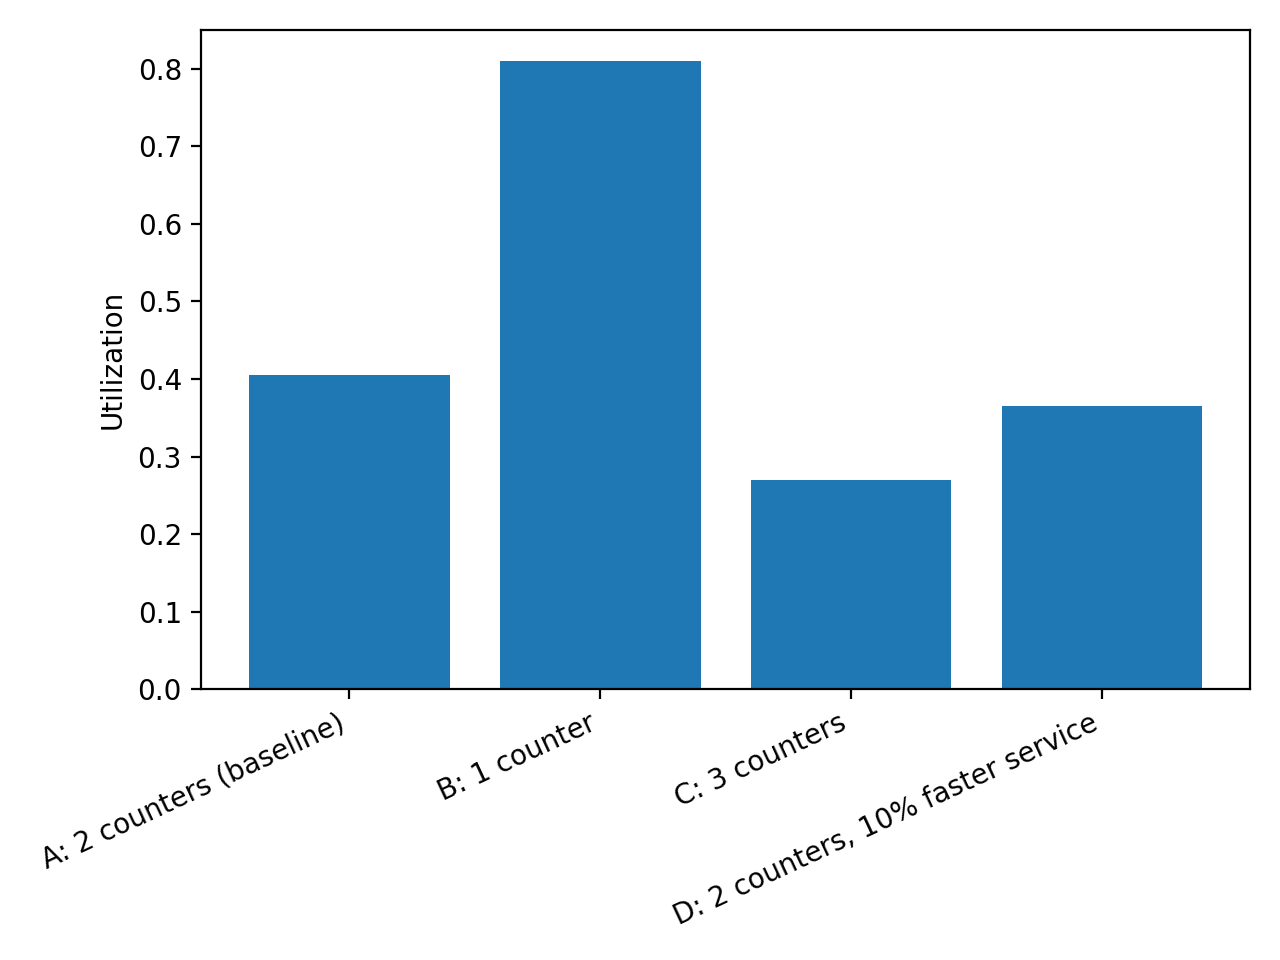 Utilization
0.8
0.7
0.6
0.5
0.4
0.3
0.2
0.1
0.0
A: 2 counters (baseline)
B: 1 counter
C: 3 counters
D: 2 counters, 10% faster service